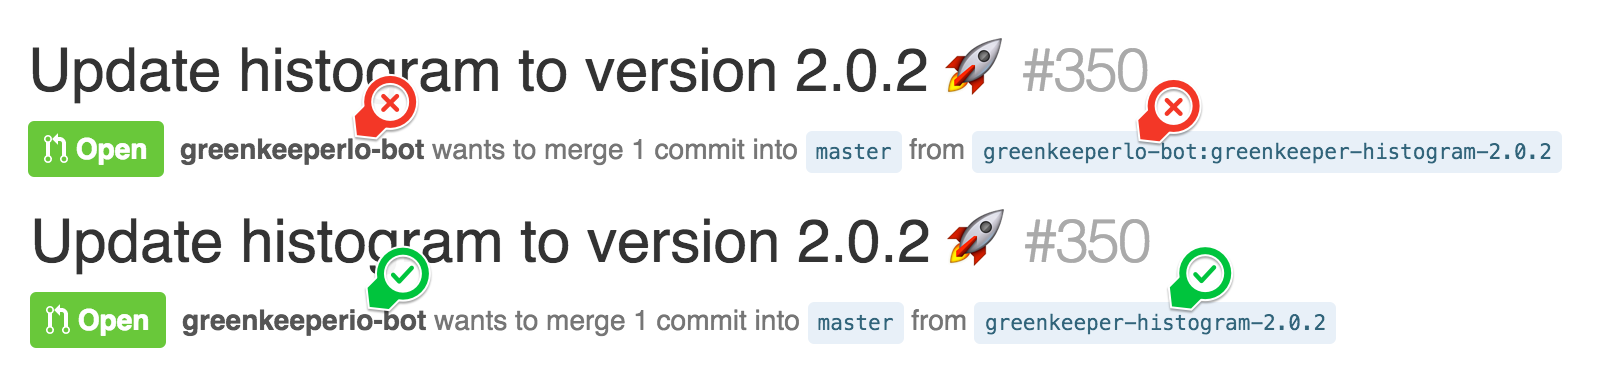 Update histogram to version 2.0.2 🚀 #350
Open greenkeeperlo-bot wants to merge 1 commit into master from greenkeeperlo-bot:greenkeeper-histogram-2.0.2
Update histogram to version 2.0.2 🚀 #350
Open greenkeeperio-bot wants to merge 1 commit into master from greenkeeper-histogram-2.0.2